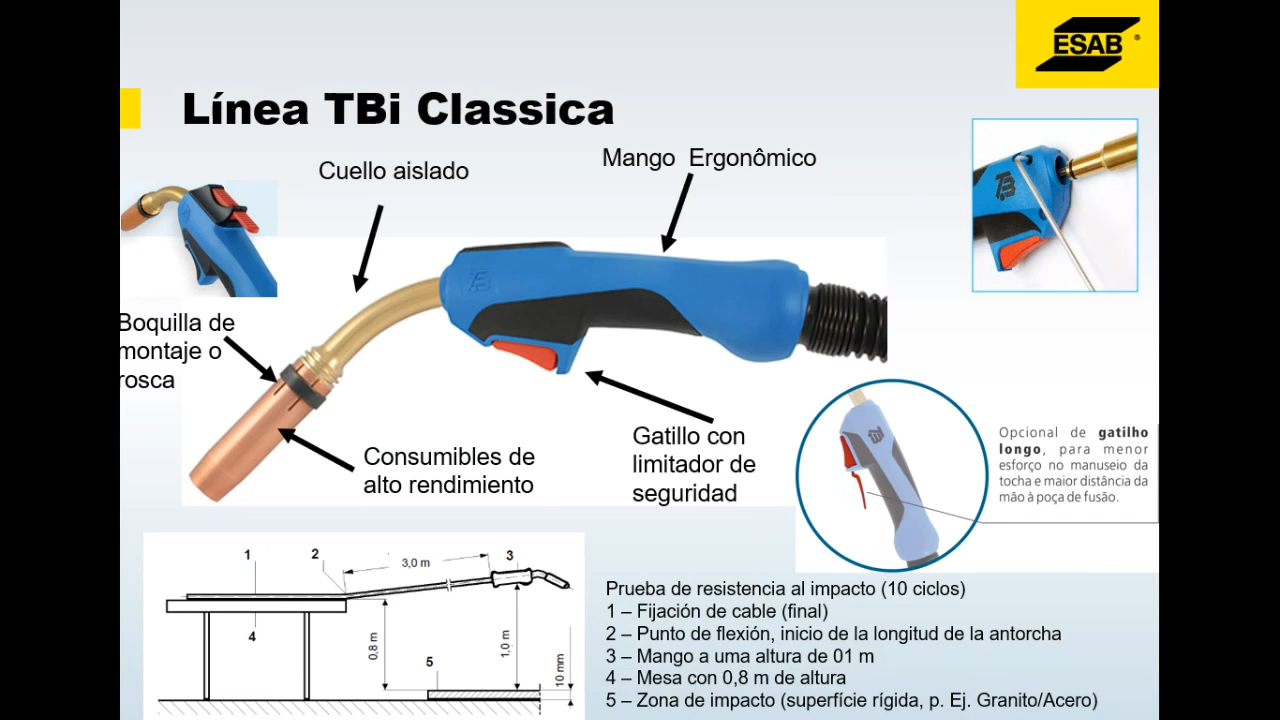 ESAB
Línea TBi Classica
Mango Ergonômico
Cuello aislado
Boquilla de
montaje o
rosca
Gatillo con
limitador de
seguridad
Consumibles de
alto rendimiento
Opcional de gatilho
longo, para menor
esforço no manuseio da
tocha e maior distância da
mão à poça de fusão.
1
2
3,0 m
3
4
0,8 m
5
1,0 m
10 mm
Prueba de resistencia al impacto (10 ciclos)
1 – Fijación de cable (final)
2 – Punto de flexión, inicio de la longitud de la antorcha
3 – Mango a uma altura de 01 m
4 – Mesa con 0,8 m de altura
5 – Zona de impacto (superfície rígida, p. Ej. Granito/Acero)